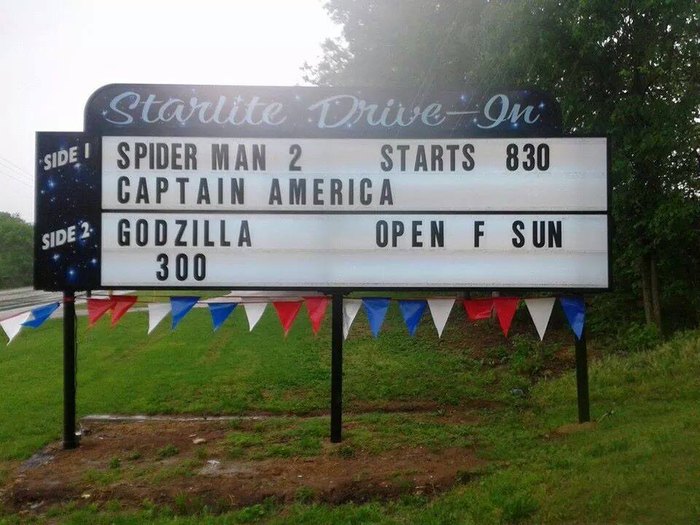 Starlite Drive-In
SIDE 1
SPIDER MAN 2 STARTS 830
CAPTAIN AMERICA
SIDE 2
GODZILLA OPEN F SUN
300